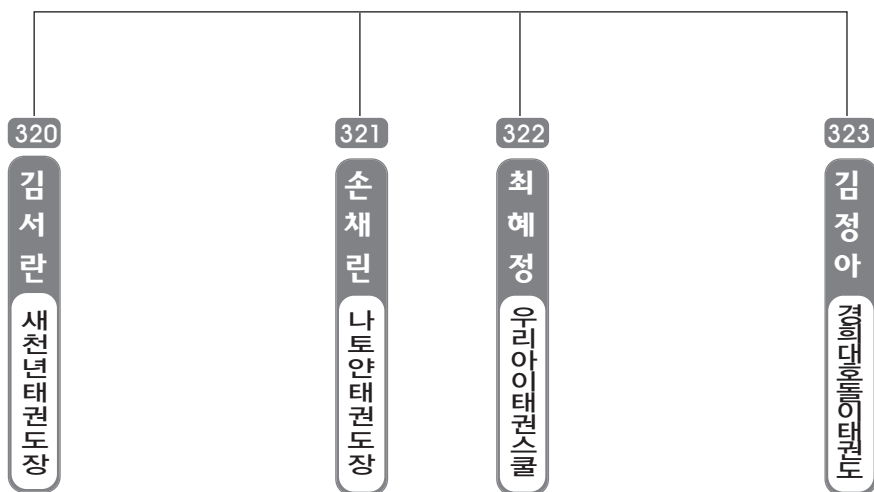 320
김서란
새천년태권도장
321
손채린
나토얀태권도장
322
최혜정
우리아이태권스쿨
323
김정아
경희대호돌이태권도